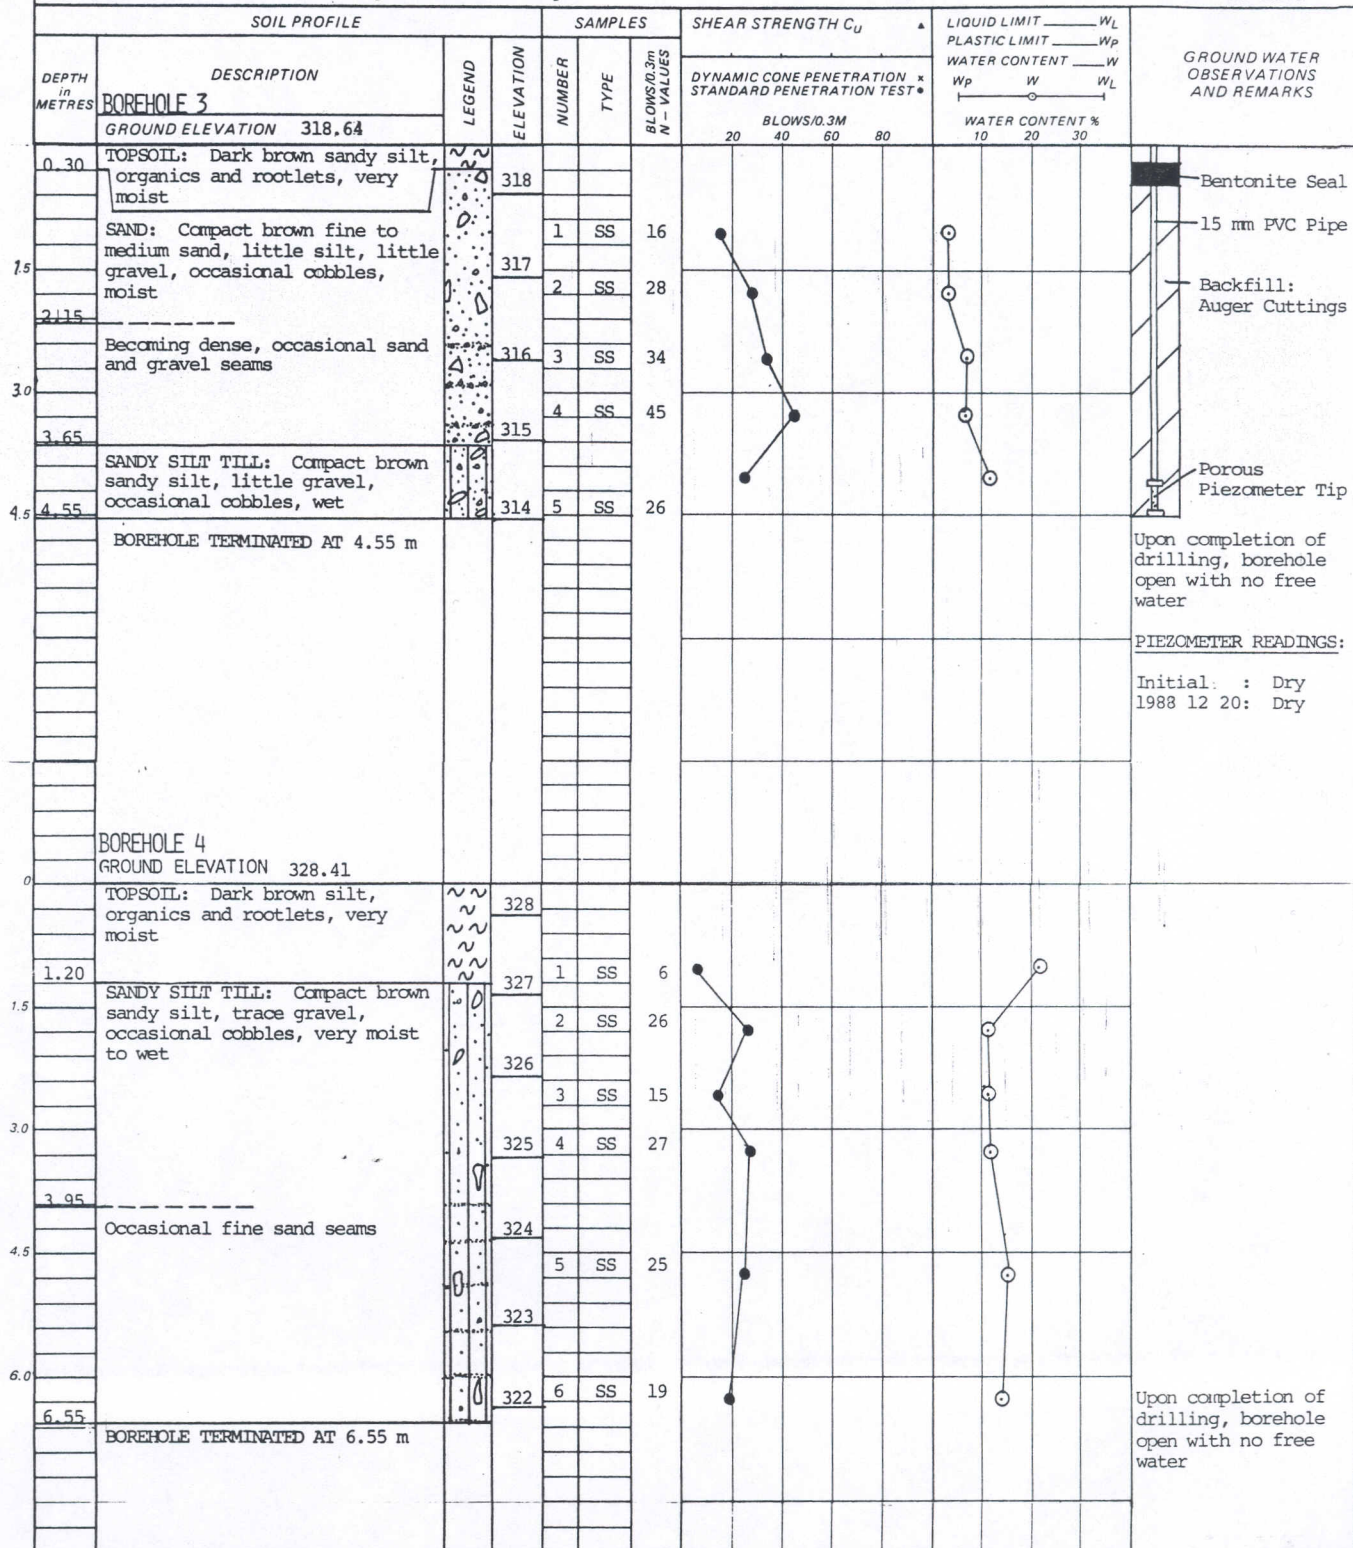 SOIL PROFILE
SAMPLES
SHEAR STRENGTH Cu ▲
LIQUID LIMIT ______ WL
PLASTIC LIMIT ______ WP
WATER CONTENT ____ W
WP W WL
GROUND WATER
OBSERVATIONS
AND REMARKS
DEPTH
in
METRES
DESCRIPTION
LEGEND
ELEVATION
NUMBER
TYPE
BLOWS/0.3m
N – VALUES
DYNAMIC CONE PENETRATION ×
STANDARD PENETRATION TEST ●
BLOWS/0.3M
20 40 60 80
WATER CONTENT %
10 20 30
BOREHOLE 3
GROUND ELEVATION 318.64
0.30
TOPSOIL: Dark brown sandy silt,
organics and rootlets, very
moist
318
Bentonite Seal
SAND: Compact brown fine to
medium sand, little silt, little
gravel, occasional cobbles,
moist
1 SS 16
15 mm PVC Pipe
1.5
317
2 SS 28
Backfill:
Auger Cuttings
2.15
Becoming dense, occasional sand
and gravel seams
316
3 SS 34
3.0
4 SS 45
315
3.65
SANDY SILT TILL: Compact brown
sandy silt, little gravel,
occasional cobbles, wet
Porous
Piezometer Tip
4.5
4.55
314
5 SS 26
BOREHOLE TERMINATED AT 4.55 m
Upon completion of
drilling, borehole
open with no free
water
PIEZOMETER READINGS:
Initial : Dry
1988 12 20: Dry
BOREHOLE 4
GROUND ELEVATION 328.41
0
TOPSOIL: Dark brown silt,
organics and rootlets, very
moist
328
1.20
327
1 SS 6
SANDY SILT TILL: Compact brown
sandy silt, trace gravel,
occasional cobbles, very moist
to wet
1.5
2 SS 26
326
3 SS 15
3.0
325
4 SS 27
3.95
Occasional fine sand seams
324
4.5
5 SS 25
323
6.0
322
6 SS 19
6.55
BOREHOLE TERMINATED AT 6.55 m
Upon completion of
drilling, borehole
open with no free
water